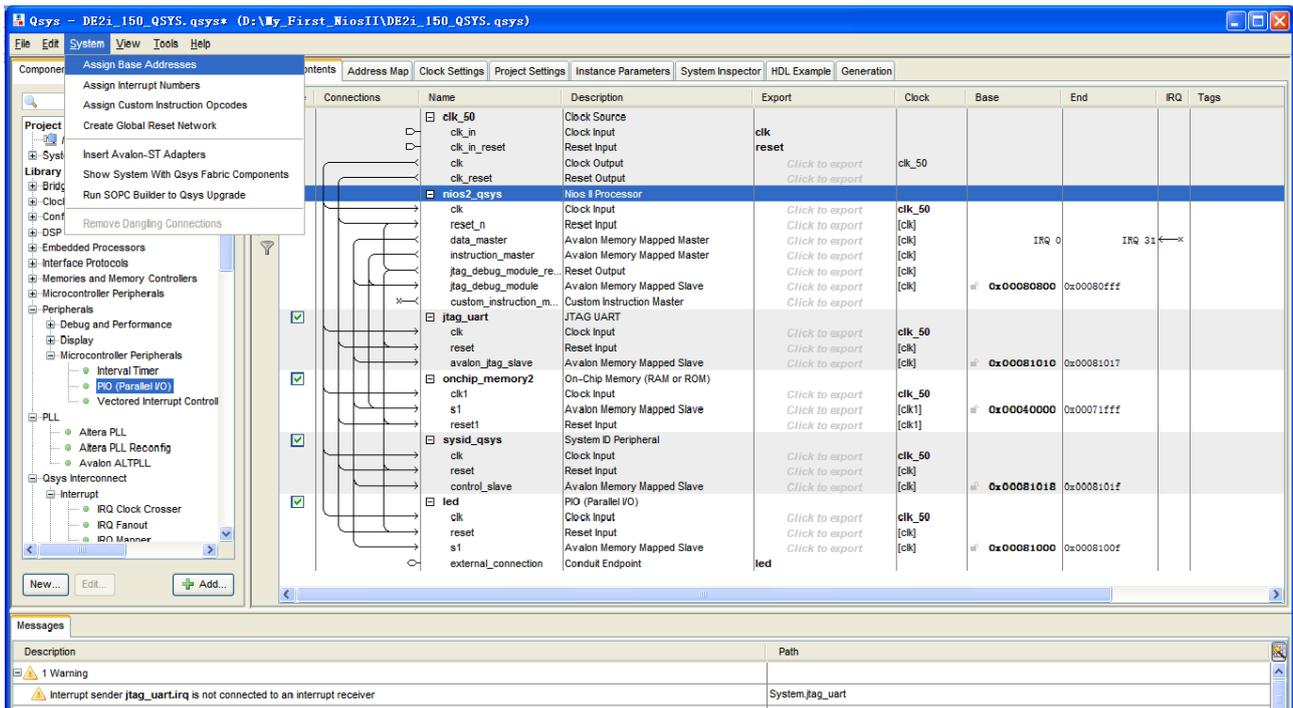 Qsys - DE2i_150_QSYS.qsys* (D:\My_First_NiosII\DE2i_150_QSYS.qsys)
File Edit System View Tools Help
Assign Base Addresses
Assign Interrupt Numbers
Assign Custom Instruction Opcodes
Create Global Reset Network
Insert Avalon-ST Adapters
Show System With Qsys Fabric Components
Run SOPC Builder to Qsys Upgrade
Remove Dangling Connections
Componen
ntents Address Map Clock Settings Project Settings Instance Parameters System Inspector HDL Example Generation
Project
Syst
Library
Bridg
Cloc
Conf
DSP
Embedded Processors
Interface Protocols
Memories and Memory Controllers
Microcontroller Peripherals
Peripherals
Debug and Performance
Display
Microcontroller Peripherals
Interval Timer
PIO (Parallel I/O)
Vectored Interrupt Controll
PLL
Altera PLL
Altera PLL Reconfig
Avalon ALTPLL
Qsys Interconnect
Interrupt
IRQ Clock Crosser
IRQ Fanout
IRQ Mapper
New... Edit... Add...
Connections Name Description Export Clock Base End IRQ Tags
clk_50 Clock Source
clk_in Clock Input clk
clk_in_reset Reset Input reset
clk Clock Output Click to export clk_50
clk_reset Reset Output Click to export
nios2_qsys Nios II Processor
clk Clock Input Click to export clk_50
reset_n Reset Input Click to export [clk]
data_master Avalon Memory Mapped Master Click to export [clk] IRQ 0 IRQ 31
instruction_master Avalon Memory Mapped Master Click to export [clk]
jtag_debug_module_re... Reset Output Click to export [clk]
jtag_debug_module Avalon Memory Mapped Slave Click to export [clk] 0x00080800 0x00080fff
custom_instruction_m... Custom Instruction Master Click to export
jtag_uart JTAG UART
clk Clock Input Click to export clk_50
reset Reset Input Click to export [clk]
avalon_jtag_slave Avalon Memory Mapped Slave Click to export [clk] 0x00081010 0x00081017
onchip_memory2 On-Chip Memory (RAM or ROM)
clk1 Clock Input Click to export clk_50
s1 Avalon Memory Mapped Slave Click to export [clk1] 0x00040000 0x00071fff
reset1 Reset Input Click to export [clk1]
sysid_qsys System ID Peripheral
clk Clock Input Click to export clk_50
reset Reset Input Click to export [clk]
control_slave Avalon Memory Mapped Slave Click to export [clk] 0x00081018 0x0008101f
led PIO (Parallel I/O)
clk Clock Input Click to export clk_50
reset Reset Input Click to export [clk]
s1 Avalon Memory Mapped Slave Click to export [clk] 0x00081000 0x0008100f
external_connection Conduit Endpoint led
Messages
Description Path
1 Warning
Interrupt sender jtag_uart.irq is not connected to an interrupt receiver System.jtag_uart